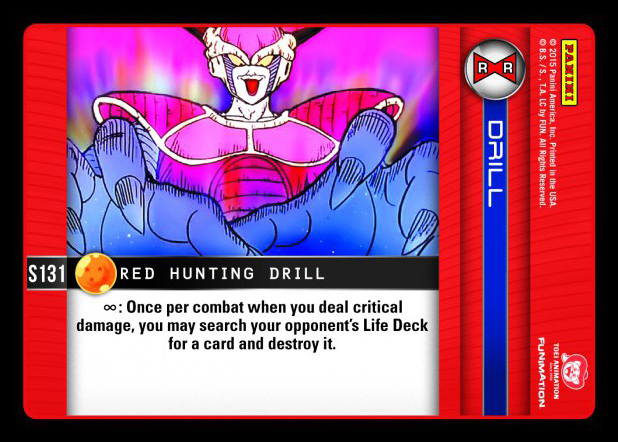 S131
RED HUNTING DRILL
∞: Once per combat when you deal critical
damage, you may search your opponent's Life Deck
for a card and destroy it.
R R
DRILL
PANINI
© 2015 Panini America, Inc. Printed in the USA.
© B.S. / S., T.A. LC by FUN. All Rights Reserved.
TOEI ANIMATION
FUNIMATION